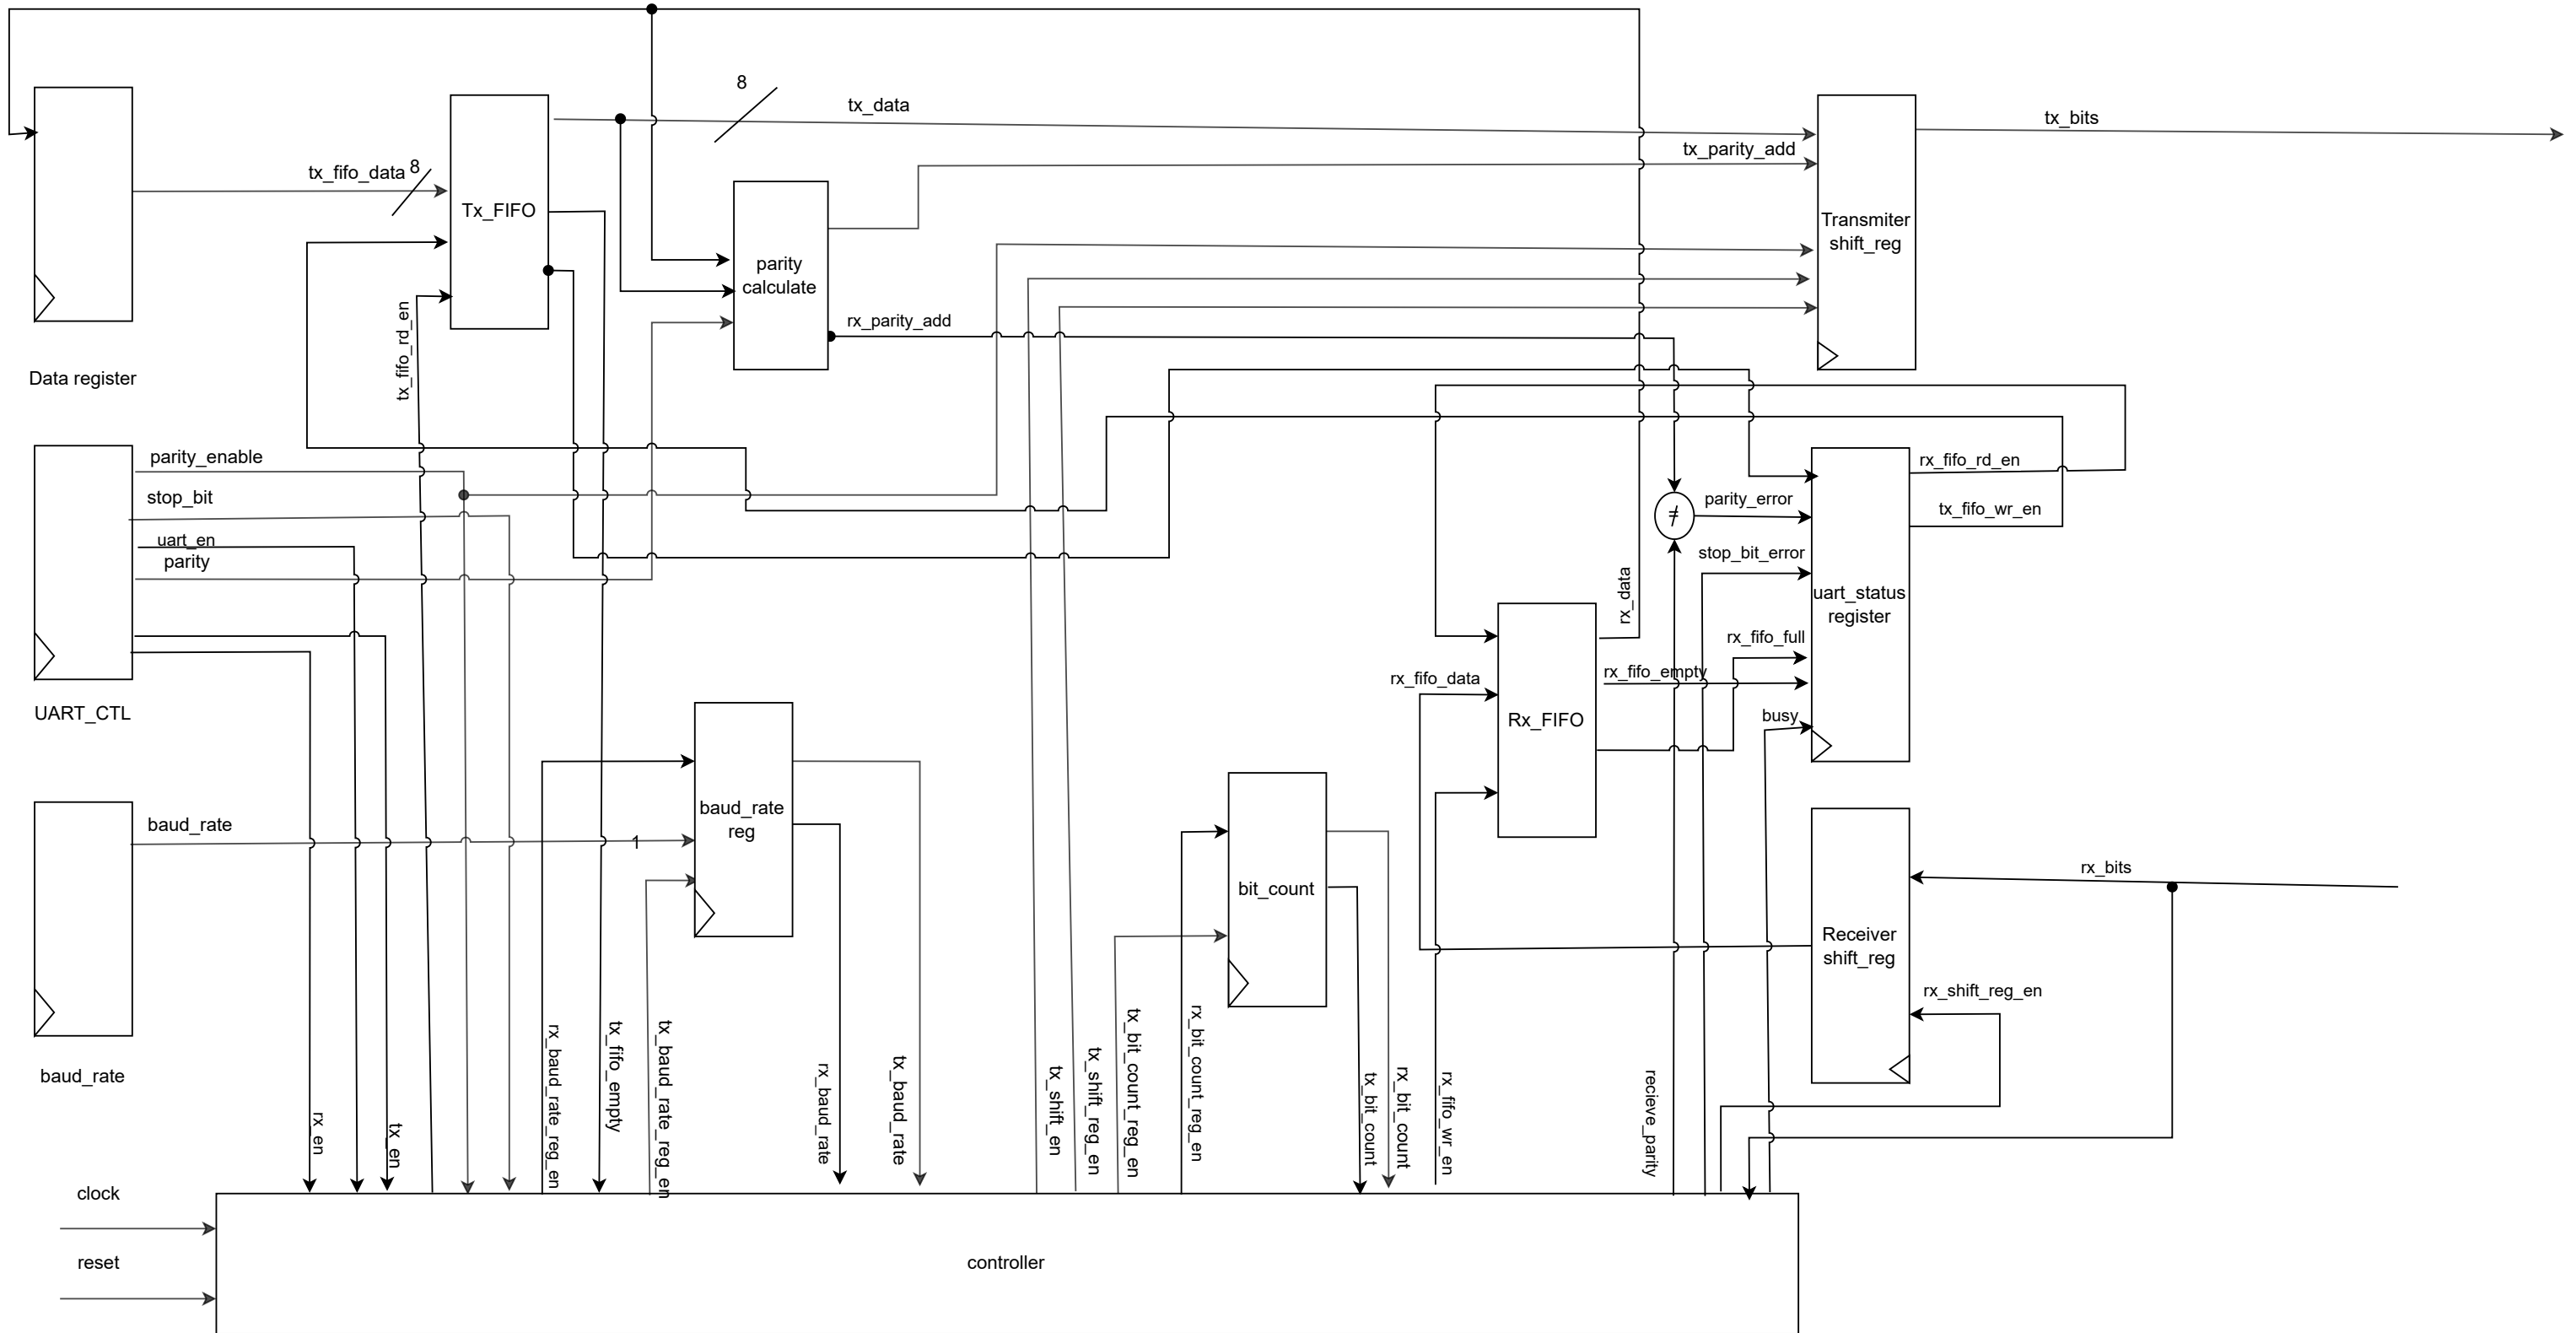 8
tx_data
tx_bits
tx_parity_add
tx_fifo_data
8
Tx_FIFO
Transmiter
shift_reg
parity
calculate
tx_fifo_rd_en
rx_parity_add
Data register
parity_enable
stop_bit
uart_en
parity
rx_fifo_rd_en
parity_error
tx_fifo_wr_en
≠
stop_bit_error
uart_status
register
rx_data
rx_fifo_full
rx_fifo_empty
rx_fifo_data
busy
Rx_FIFO
UART_CTL
baud_rate
baud_rate
reg
1
bit_count
rx_bits
Receiver
shift_reg
rx_shift_reg_en
baud_rate
rx_en
tx_en
rx_baud_rate_reg_en
tx_fifo_empty
tx_baud_rate_reg_en
rx_baud_rate
tx_baud_rate
tx_shift_en
tx_shift_reg_en
tx_bit_count_reg_en
rx_bit_count_reg_en
tx_bit_count
rx_bit_count
rx_fifo_wr_en
recieve_parity
clock
reset
controller